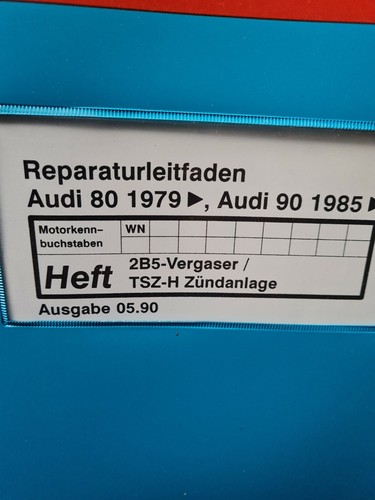 Reparaturleitfaden
Audi 80 1979 ▶, Audi 90 1985 ▶
Motorkenn-
buchstaben
WN
Heft
2B5-Vergaser /
TSZ-H Zündanlage
Ausgabe 05.90